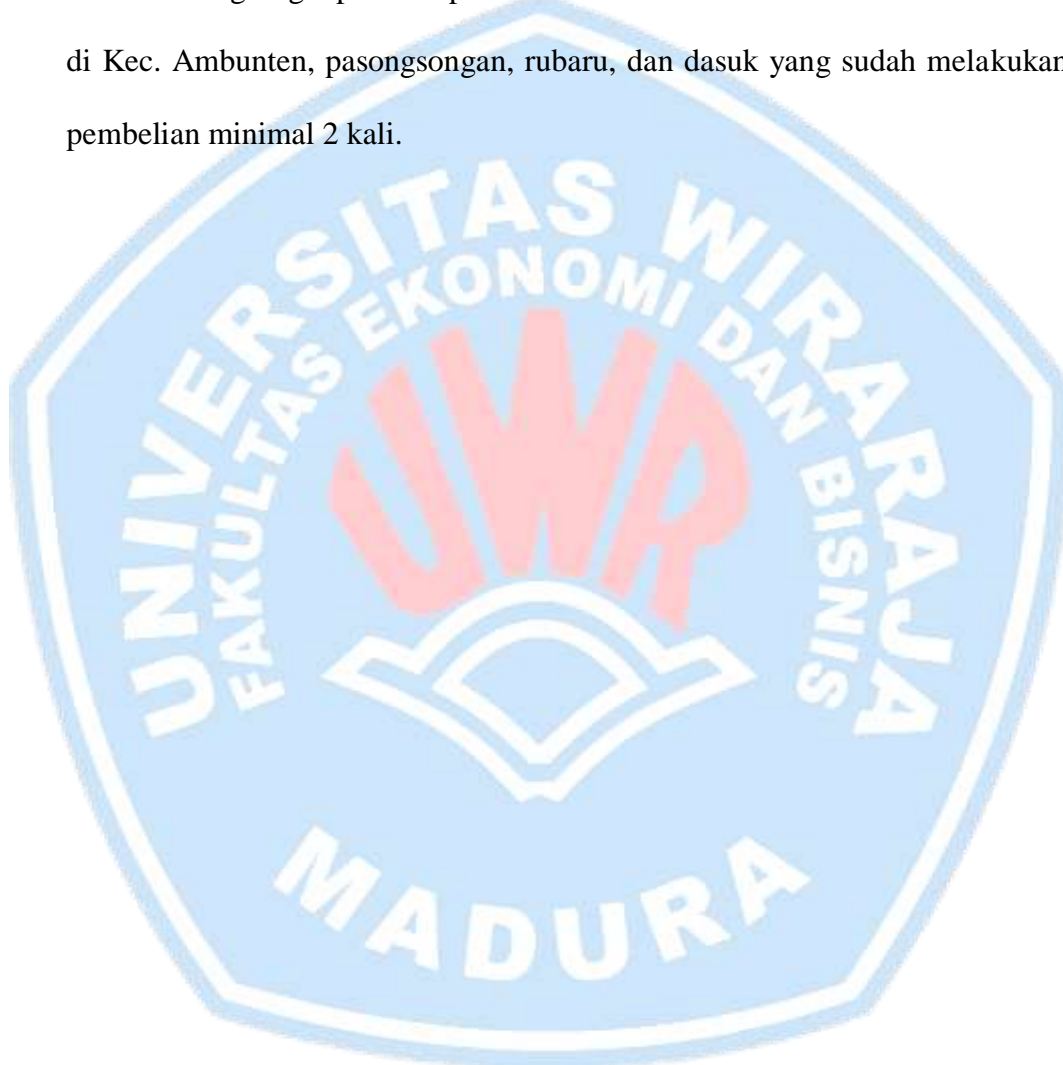 di Kec. Ambunten, pasongsongan, rubaru, dan dasuk yang sudah melakukan
pembelian minimal 2 kali.
UNIVERSITAS WIRARAJA
FAKULTAS EKONOMI DAN BISNIS
UWR
MADURA